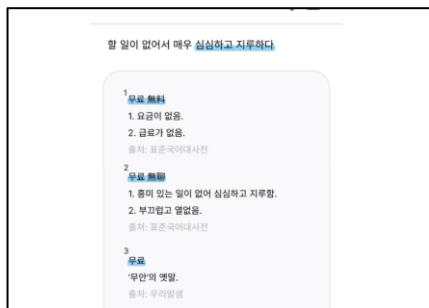 할 일이 없어서 매우 심심하고 지루하다
1
무료 無料
1. 요금이 없음.
2. 급료가 없음.
출처: 표준국어대사전
2
무료 無聊
1. 흥미 있는 일이 없어 심심하고 지루함.
2. 부끄럽고 열없음.
출처: 표준국어대사전
3
무료
'무안'의 옛말.
출처: 우리말샘